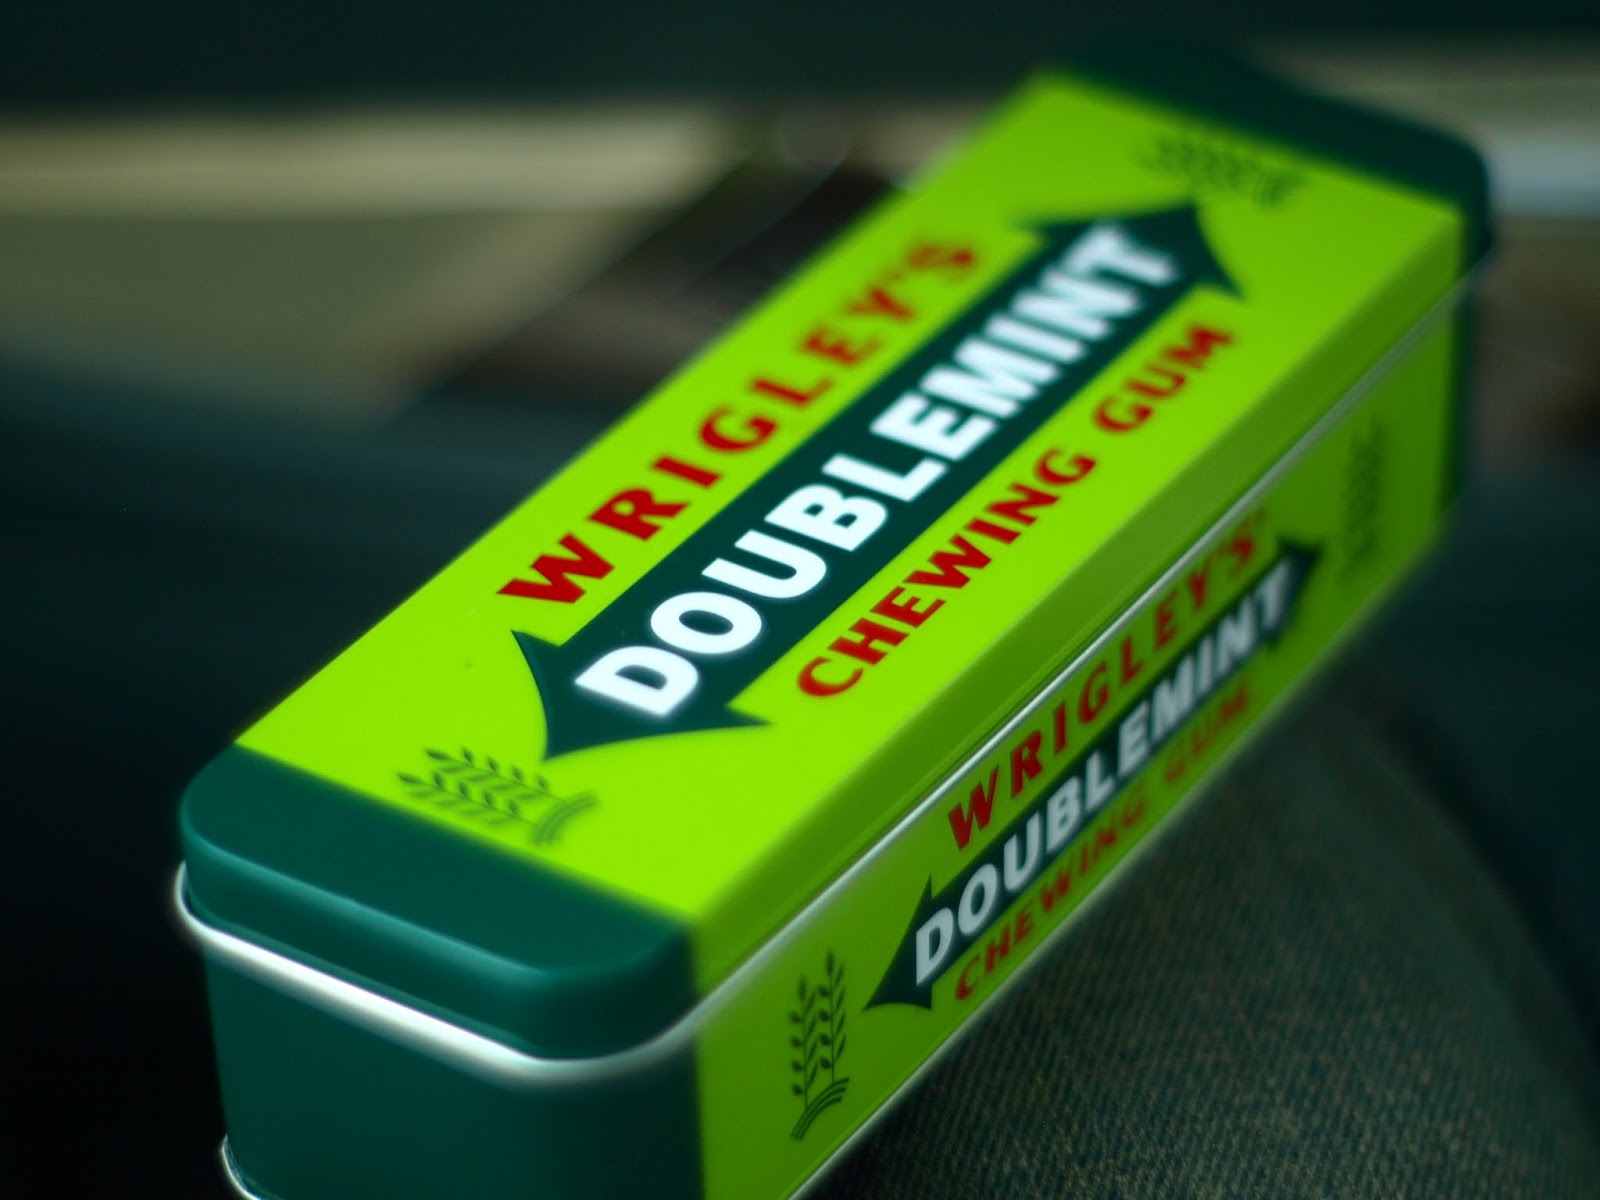 WRIGLEY'S
DOUBLEMINT
CHEWING GUM
WRIGLEY'S
DOUBLEMINT
CHEWING GUM